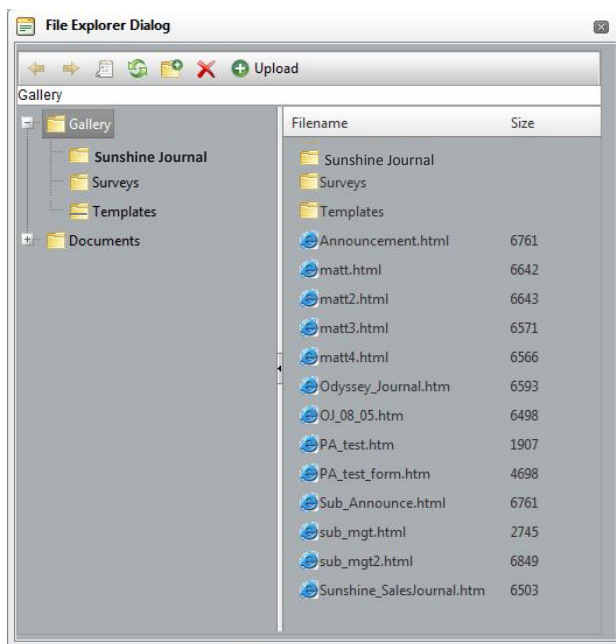 File Explorer Dialog
Upload
Gallery
Gallery
Sunshine Journal
Surveys
Templates
Documents
Filename Size
Sunshine Journal
Surveys
Templates
Announcement.html 6761
matt.html 6642
matt2.html 6643
matt3.html 6571
matt4.html 6566
Odyssey_Journal.htm 6593
OJ_08_05.htm 6498
PA_test.htm 1907
PA_test_form.htm 4698
Sub_Announce.html 6761
sub_mgt.html 2745
sub_mgt2.html 6849
Sunshine_SalesJournal.htm 6503